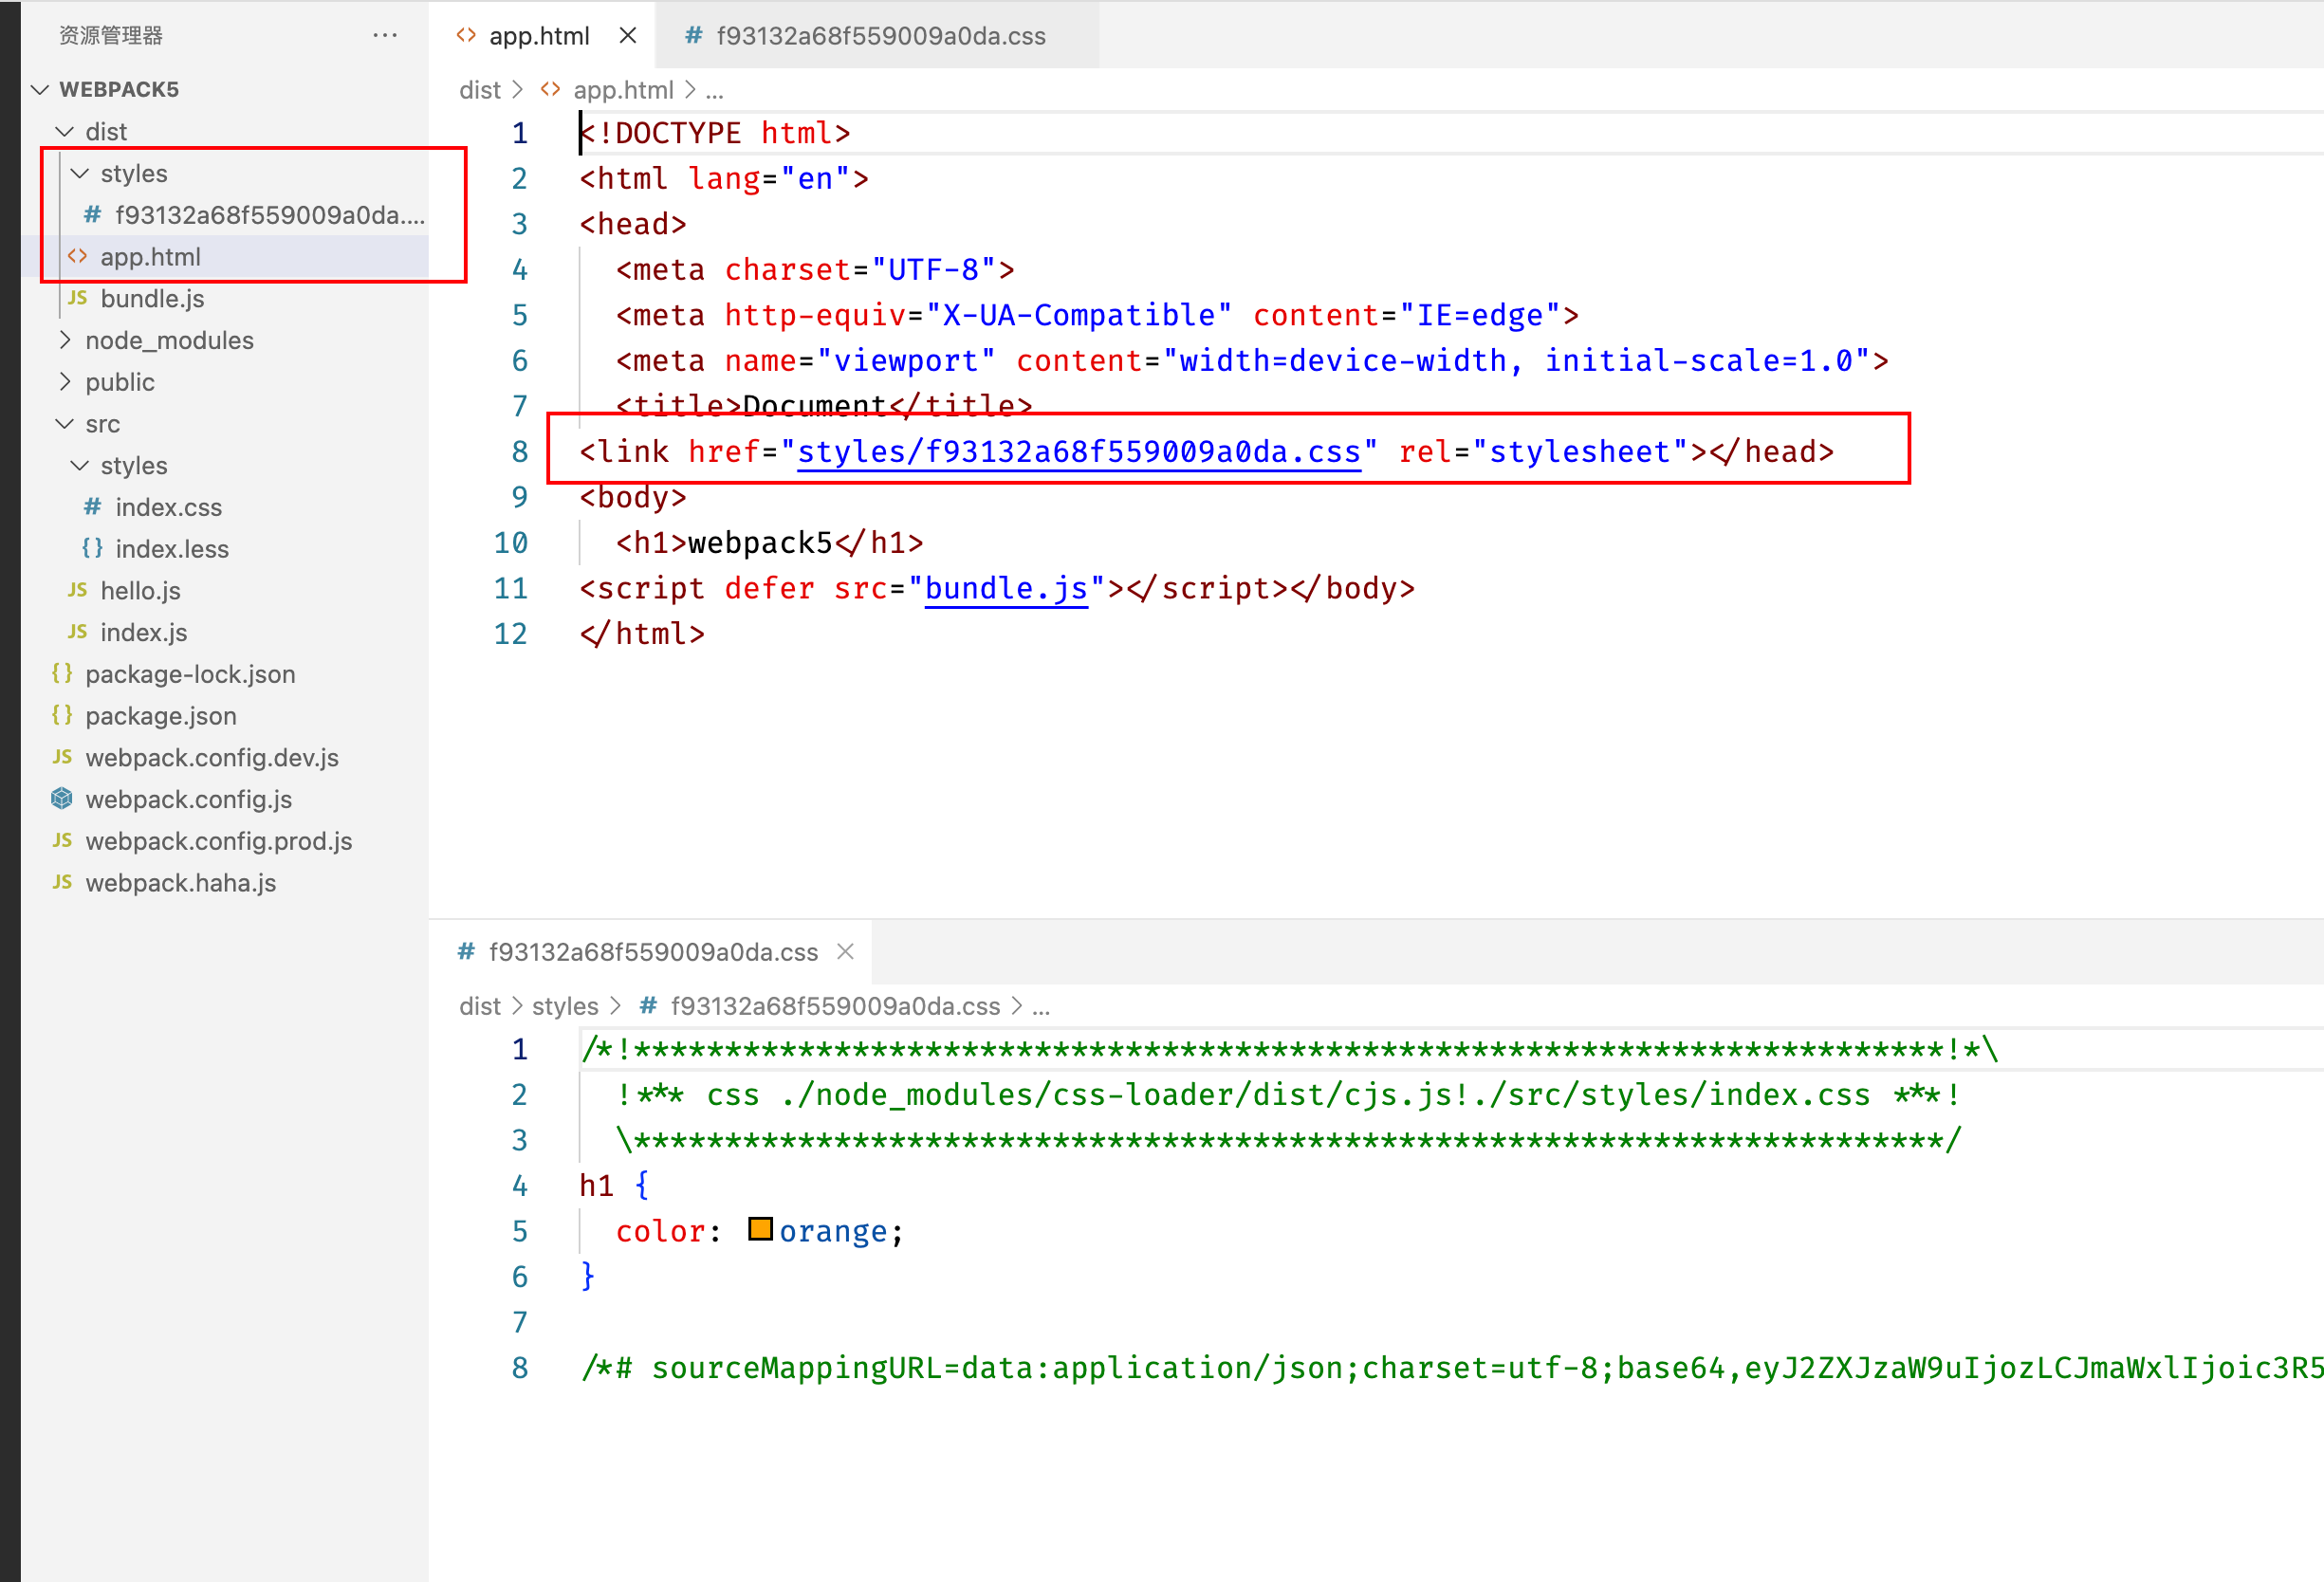 资源管理器
WEBPACK5
dist
styles
# f93132a68f559009a0da....
<> app.html
JS bundle.js
node_modules
public
src
styles
# index.css
{} index.less
JS hello.js
JS index.js
{} package-lock.json
{} package.json
JS webpack.config.dev.js
webpack.config.js
JS webpack.config.prod.js
JS webpack.haha.js
<> app.html
# f93132a68f559009a0da.css
dist > <> app.html > ...
1 <!DOCTYPE html>
2 <html lang="en">
3 <head>
4 <meta charset="UTF-8">
5 <meta http-equiv="X-UA-Compatible" content="IE=edge">
6 <meta name="viewport" content="width=device-width, initial-scale=1.0">
7 <title>Document</title>
8 <link href="styles/f93132a68f559009a0da.css" rel="stylesheet"></head>
9 <body>
10 <h1>webpack5</h1>
11 <script defer src="bundle.js"></script></body>
12 </html>
# f93132a68f559009a0da.css
dist > styles > # f93132a68f559009a0da.css > ...
1 /*!************************************************************************!*\
2 !*** css ./node_modules/css-loader/dist/cjs.js!./src/styles/index.css ***!
3 \************************************************************************/
4 h1 {
5 color: orange;
6 }
7
8 /*# sourceMappingURL=data:application/json;charset=utf-8;base64,eyJ2ZXJzaW9uIjozLCJmaWxlIjoic3R5